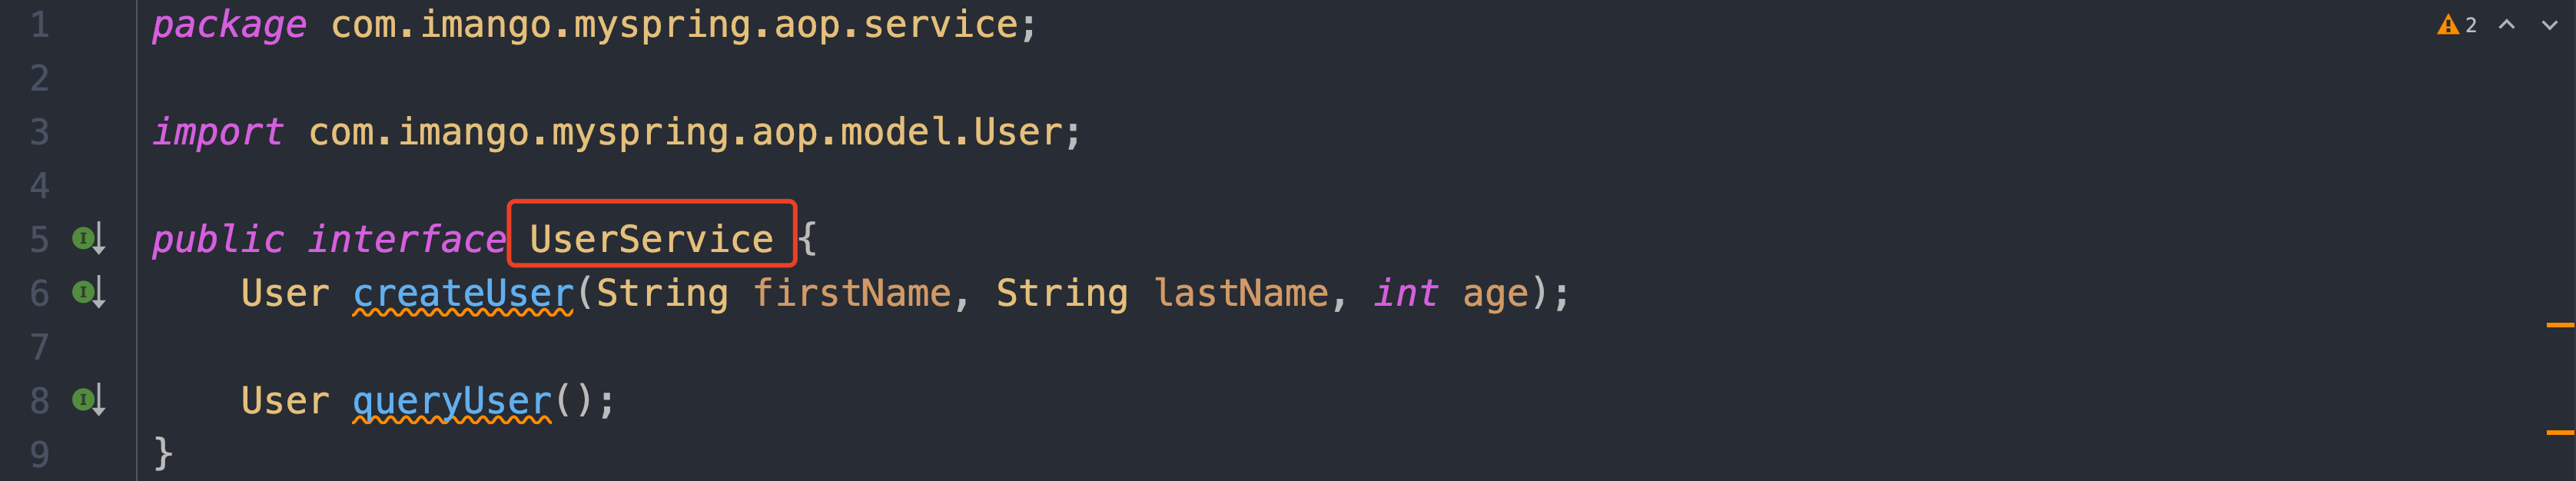 1 package com.imango.myspring.aop.service;
2
3 import com.imango.myspring.aop.model.User;
4
5 public interface UserService {
6 User createUser(String firstName, String lastName, int age);
7
8 User queryUser();
9 }
2